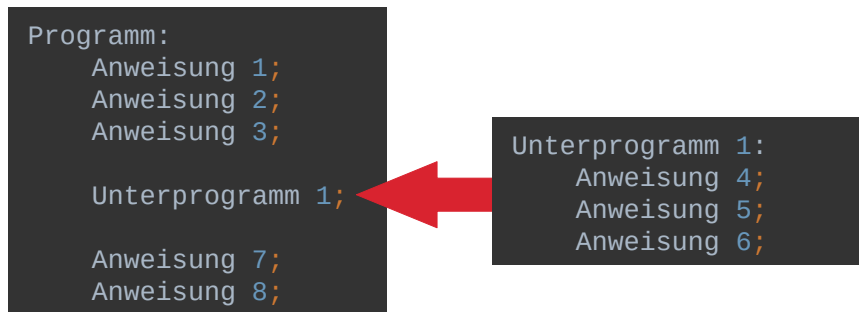 Programm:
Anweisung 1;
Anweisung 2;
Anweisung 3;
Unterprogramm 1;
Anweisung 7;
Anweisung 8;
Unterprogramm 1:
Anweisung 4;
Anweisung 5;
Anweisung 6;